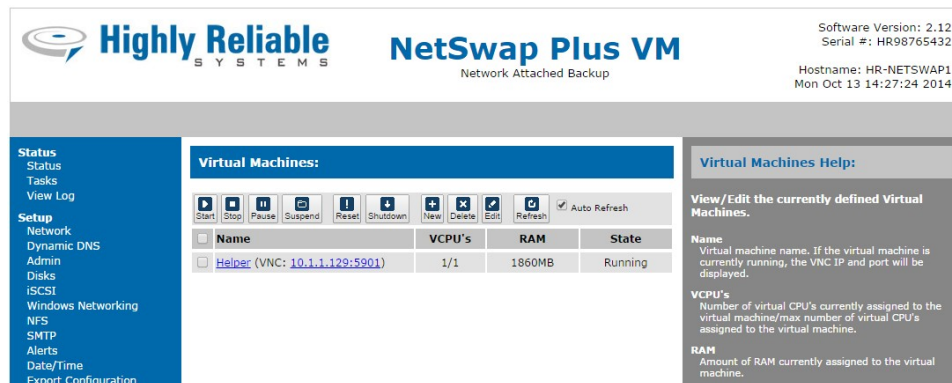 Highly Reliable
SYSTEMS
NetSwap Plus VM
Network Attached Backup
Software Version: 2.12
Serial #: HR98765432
Hostname: HR-NETSWAP1
Mon Oct 13 14:27:24 2014
Status
Status
Tasks
View Log
Setup
Network
Dynamic DNS
Admin
Disks
iSCSI
Windows Networking
NFS
SMTP
Alerts
Date/Time
Export Configuration
Virtual Machines:
Start Stop Pause Suspend Reset Shutdown New Delete Edit Refresh Auto Refresh
Name VCPU's RAM State
Helper (VNC: 10.1.1.129:5901) 1/1 1860MB Running
Virtual Machines Help:
View/Edit the currently defined Virtual
Machines.
Name
Virtual machine name. If the virtual machine is
currently running, the VNC IP and port will be
displayed.
VCPU's
Number of virtual CPU's currently assigned to the
virtual machine/max number of virtual CPU's
assigned to the virtual machine.
RAM
Amount of RAM currently assigned to the virtual
machine.